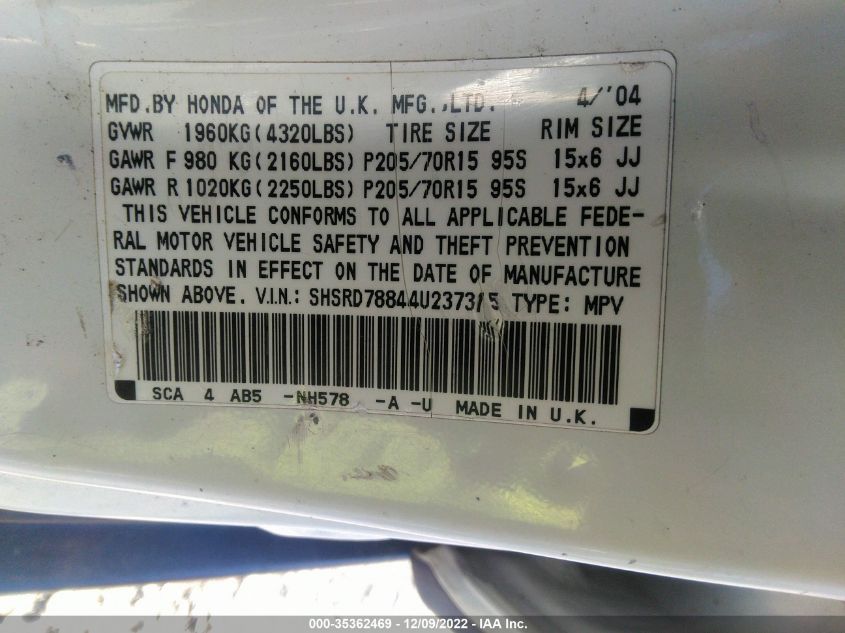 MFD.BY HONDA OF THE U.K. MFG.,LTD. 4/'04
GVWR 1960KG(4320LBS) TIRE SIZE RIM SIZE
GAWR F 980 KG(2160LBS) P205/70R15 95S 15x6 JJ
GAWR R 1020KG(2250LBS) P205/70R15 95S 15x6 JJ
THIS VEHICLE CONFORMS TO ALL APPLICABLE FEDE-
RAL MOTOR VEHICLE SAFETY AND THEFT PREVENTION
STANDARDS IN EFFECT ON THE DATE OF MANUFACTURE
SHOWN ABOVE. V.I.N.: SHSRD78844U237315 TYPE: MPV
SCA 4 AB5 -NH578 -A -U MADE IN U.K.
000-35362469 - 12/09/2022 - IAA Inc.